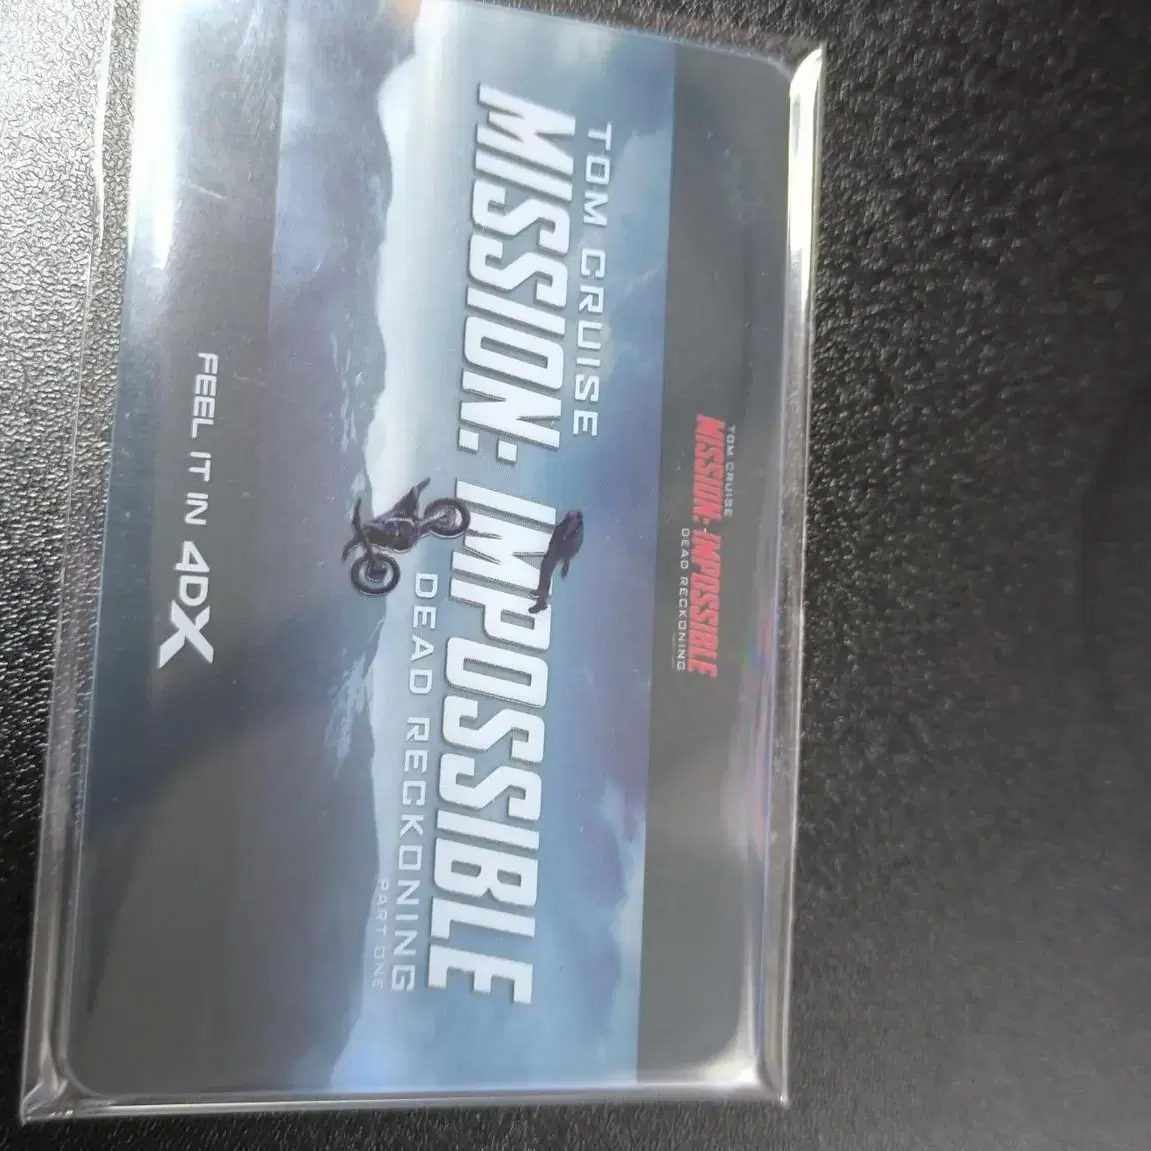 TOM CRUISE
MISSION: IMPOSSIBLE
DEAD RECKONING
TOM CRUISE
MISSION: IMPOSSIBLE
DEAD RECKONING
PART ONE
FEEL IT IN 4DX